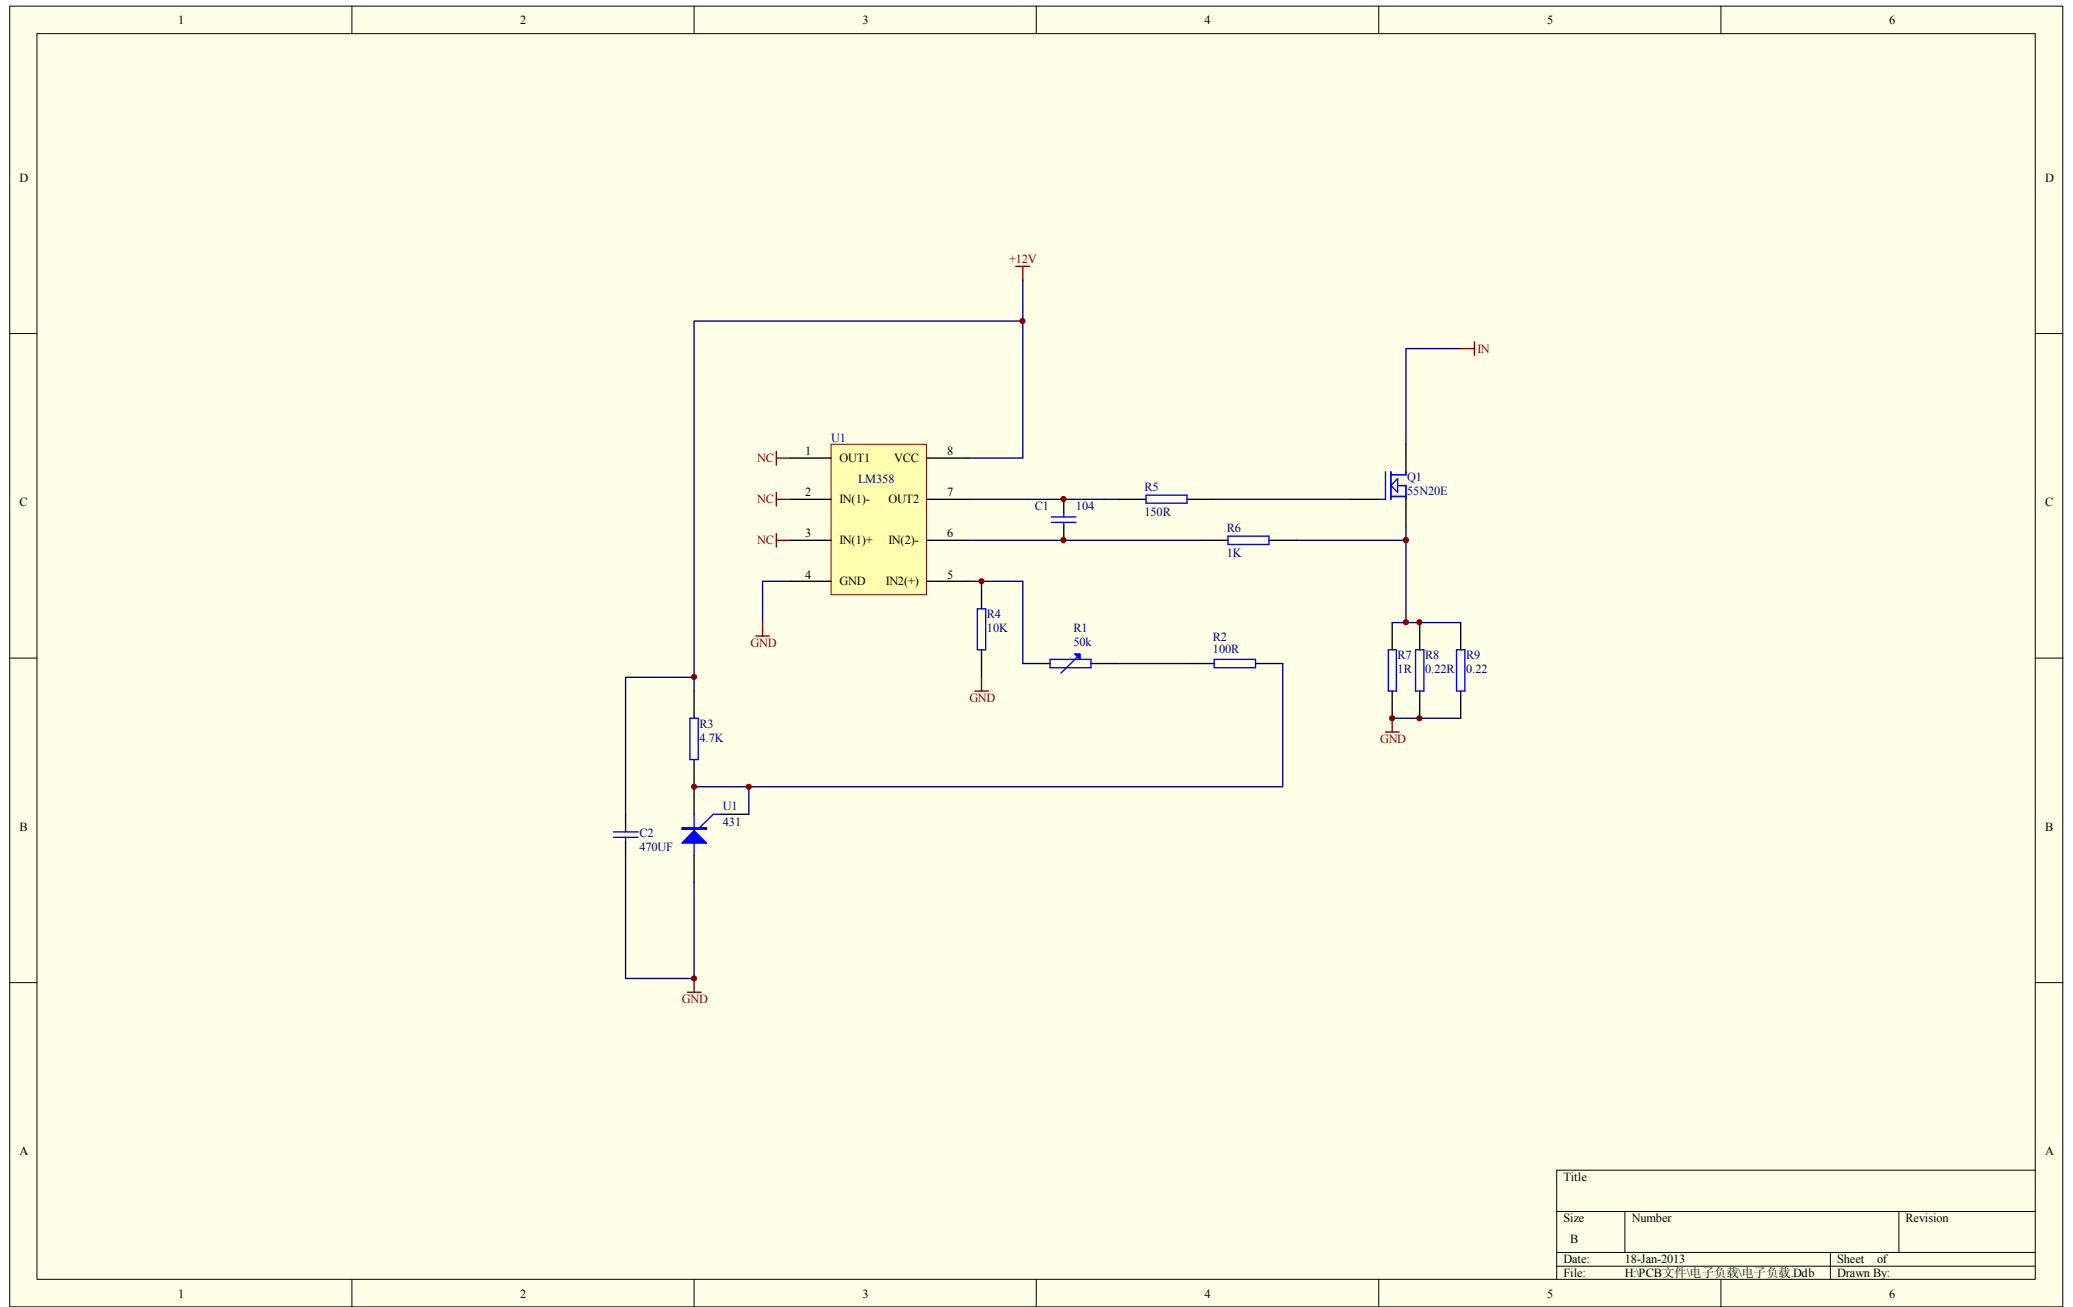 1 2 3 4 5 6
D D
+12V
IN
U1
NC 1 OUT1 VCC 8
LM358
Q1
55N20E
NC 2 IN(1)- OUT2 7
R5
150R
C1 104
R6
1K
NC 3 IN(1)+ IN(2)- 6
C C
4 GND IN2(+) 5
GND
R4
10K
GND
R1
50k
R2
100R
R7
1R
R8
0.22R
R9
0.22
GND
R3
4.7K
U1
431
B B
C2
470UF
GND
A A
Title
Size Number Revision
B
Date: 18-Jan-2013 Sheet of
File: H:\PCB文件\电子负载\电子负载.Ddb Drawn By:
1 2 3 4 5 6